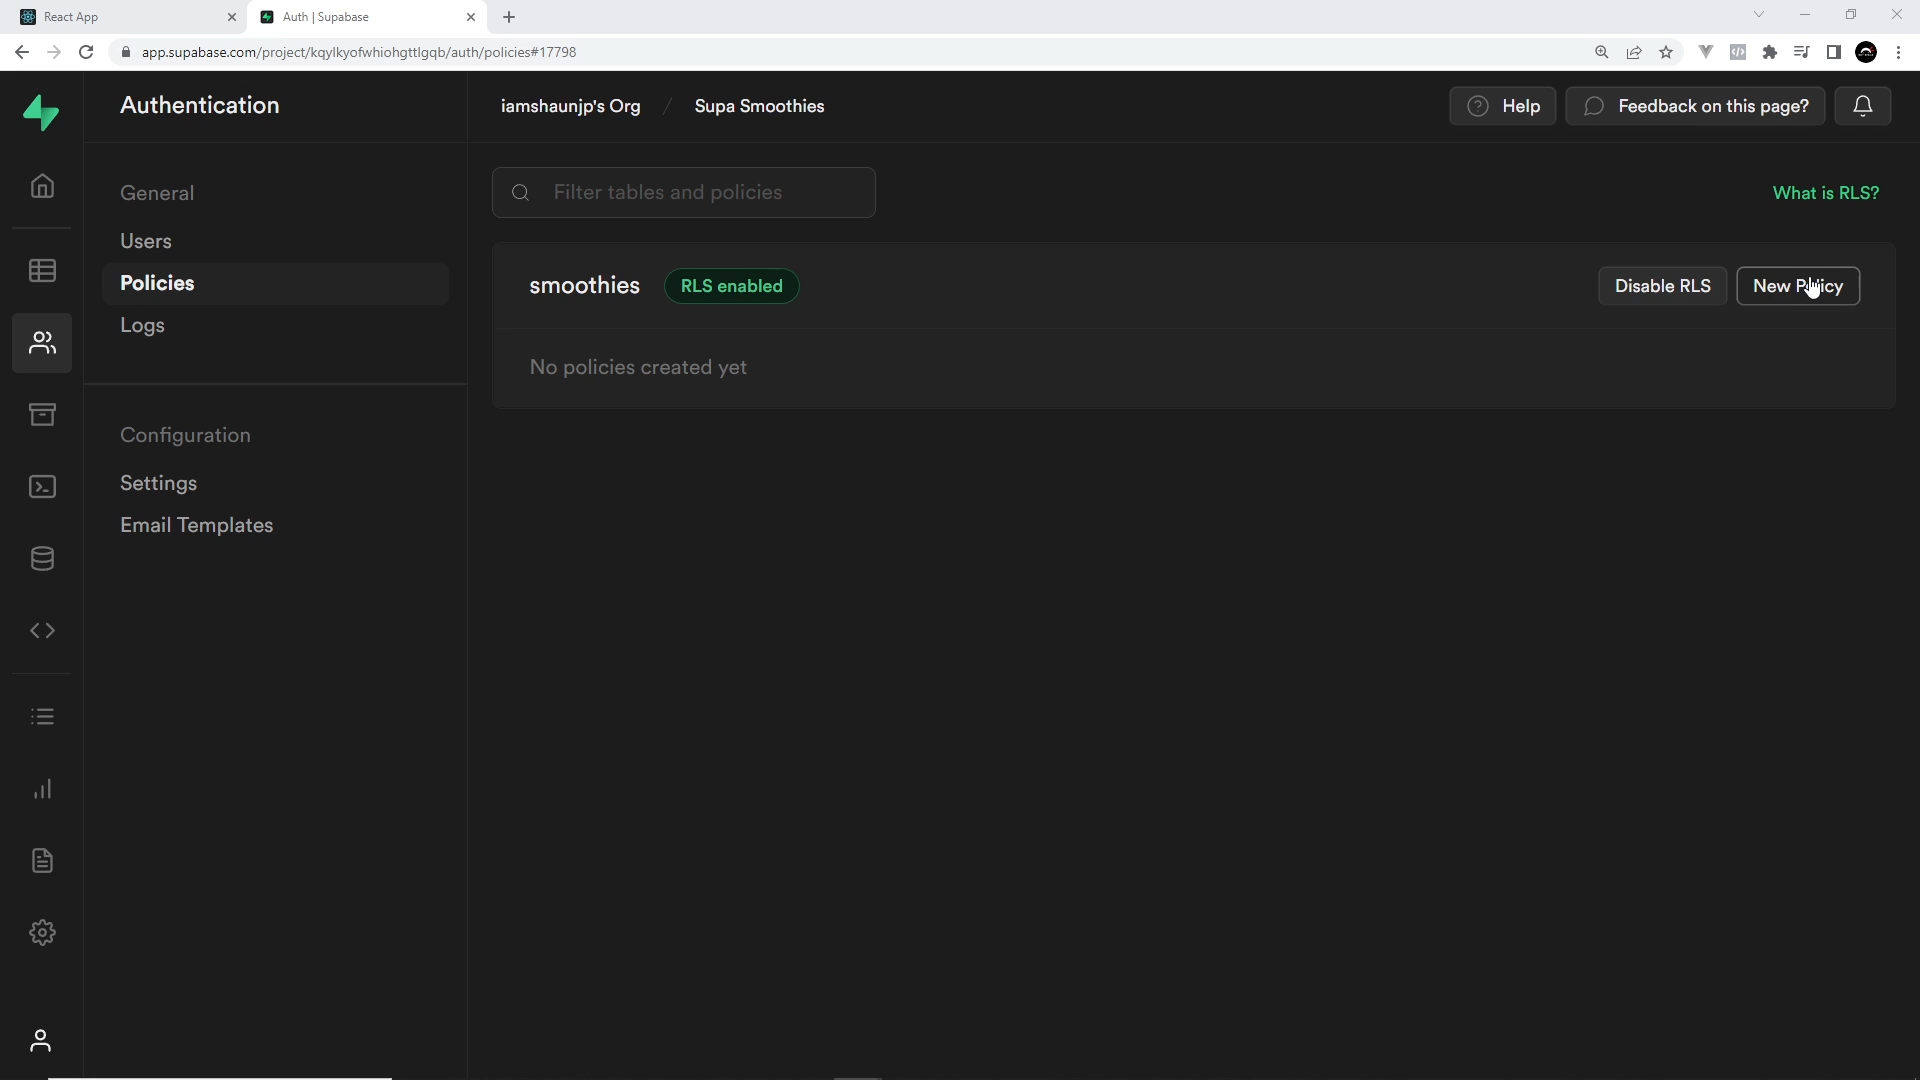 React App
Auth | Supabase
app.supabase.com/project/kqylkyofwhiohgttlgqb/auth/policies#17798
Authentication
iamshaunjp's Org / Supa Smoothies
Help
Feedback on this page?
General
Users
Policies
Logs
Configuration
Settings
Email Templates
Filter tables and policies
What is RLS?
smoothies
RLS enabled
Disable RLS
New Policy
No policies created yet